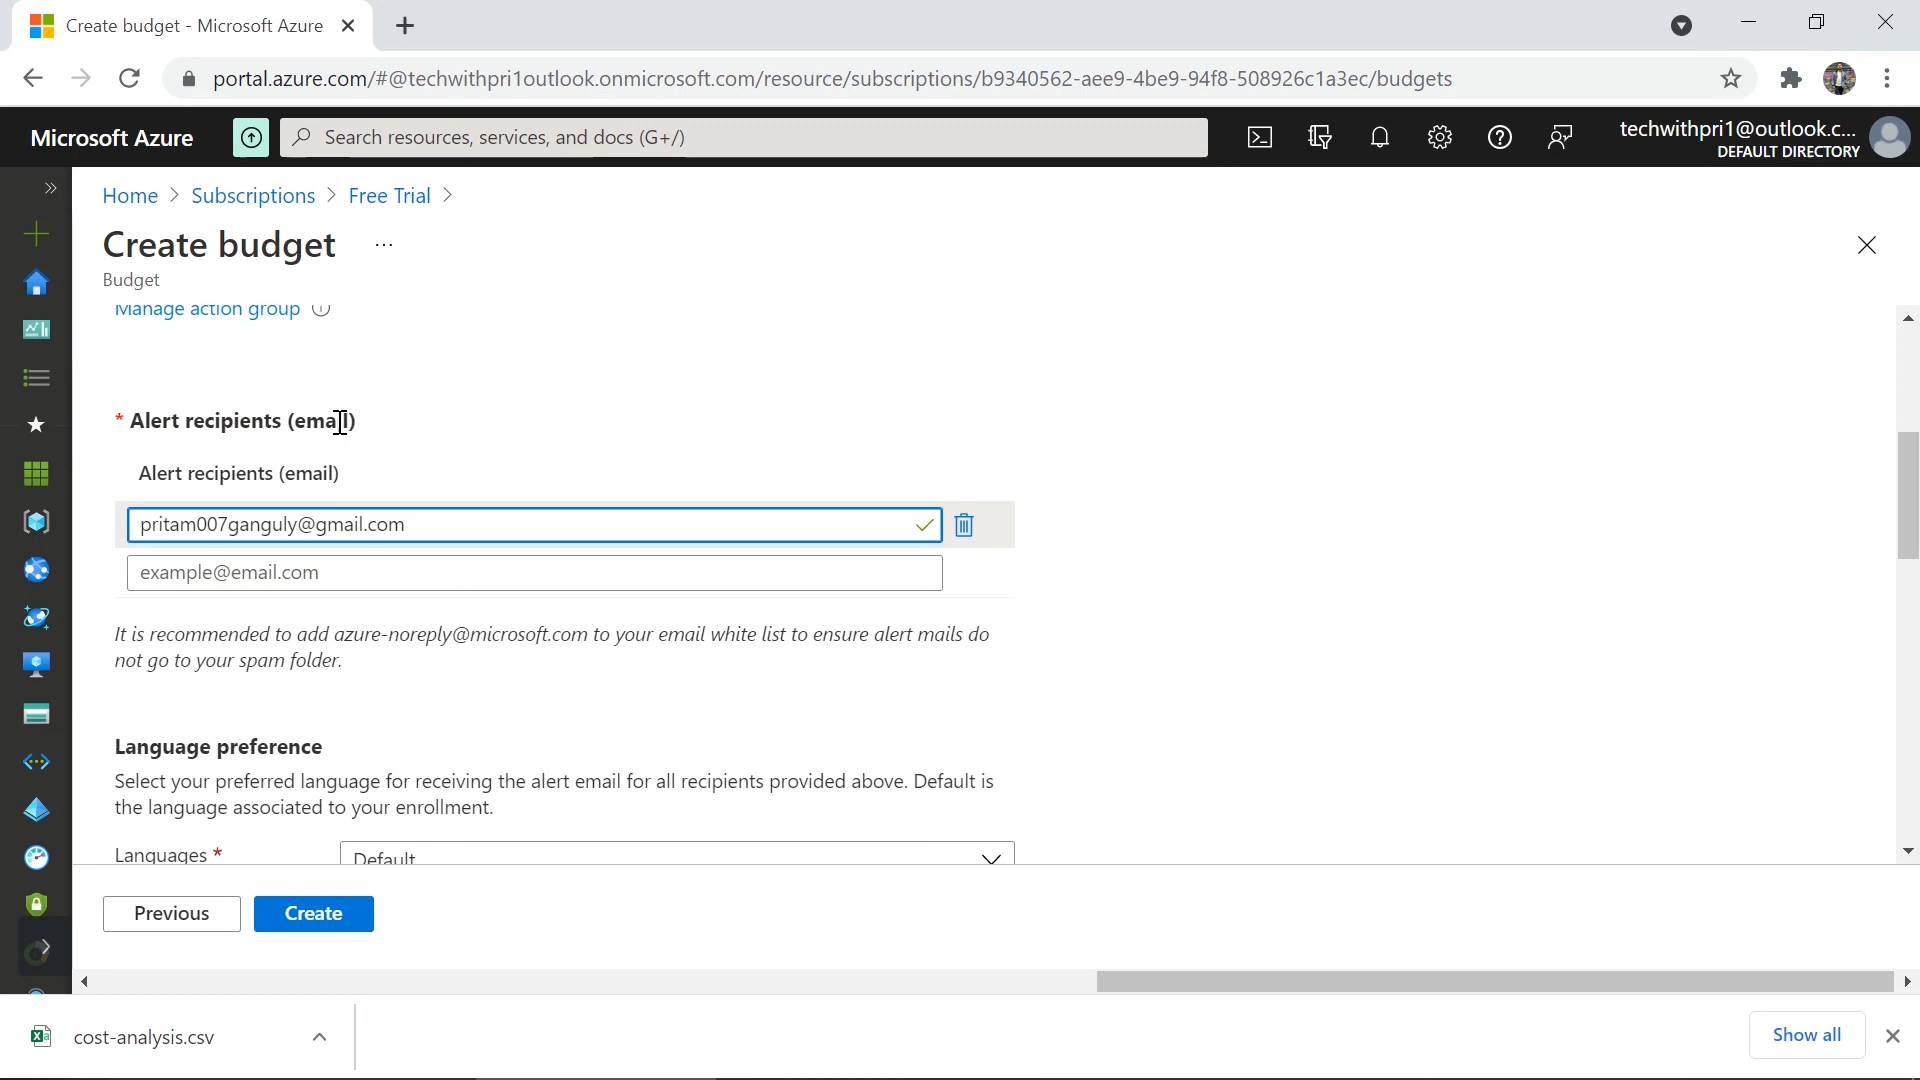 Create budget - Microsoft Azure
portal.azure.com/#@techwithpri1outlook.onmicrosoft.com/resource/subscriptions/b9340562-aee9-4be9-94f8-508926c1a3ec/budgets
Microsoft Azure
Search resources, services, and docs (G+/)
techwithpri1@outlook.c...
DEFAULT DIRECTORY
Home > Subscriptions > Free Trial >
Create budget ...
Budget
Manage action group
* Alert recipients (email)
Alert recipients (email)
pritam007ganguly@gmail.com
example@email.com
It is recommended to add azure-noreply@microsoft.com to your email white list to ensure alert mails do
not go to your spam folder.
Language preference
Select your preferred language for receiving the alert email for all recipients provided above. Default is
the language associated to your enrollment.
Languages *
Default
Previous
Create
cost-analysis.csv
Show all